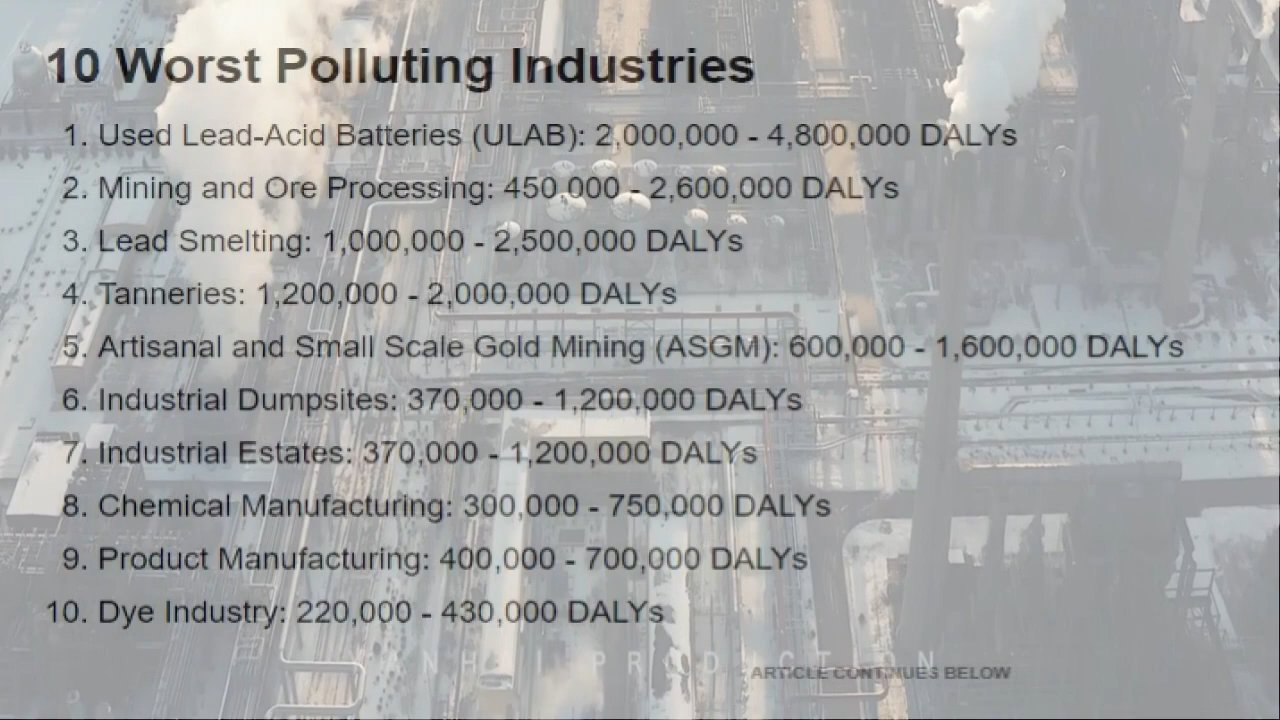 10 Worst Polluting Industries
1. Used Lead-Acid Batteries (ULAB): 2,000,000 - 4,800,000 DALYs
2. Mining and Ore Processing: 450,000 - 2,600,000 DALYs
3. Lead Smelting: 1,000,000 - 2,500,000 DALYs
4. Tanneries: 1,200,000 - 2,000,000 DALYs
5. Artisanal and Small Scale Gold Mining (ASGM): 600,000 - 1,600,000 DALYs
6. Industrial Dumpsites: 370,000 - 1,200,000 DALYs
7. Industrial Estates: 370,000 - 1,200,000 DALYs
8. Chemical Manufacturing: 300,000 - 750,000 DALYs
9. Product Manufacturing: 400,000 - 700,000 DALYs
10. Dye Industry: 220,000 - 430,000 DALYs
ARTICLE CONTINUES BELOW